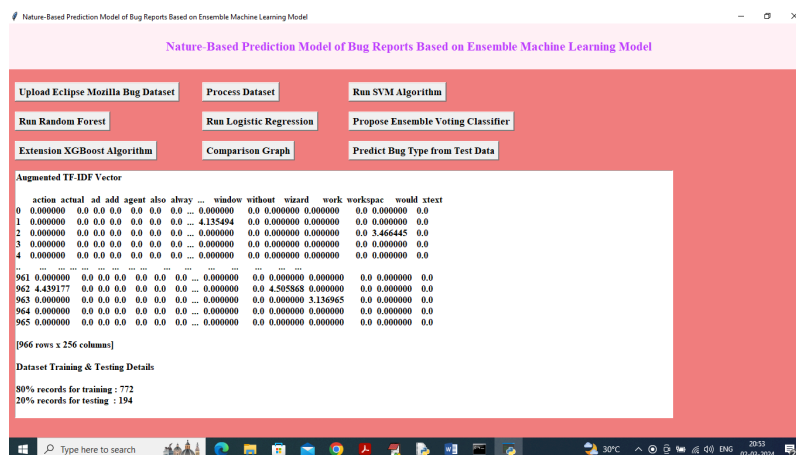 Nature-Based Prediction Model of Bug Reports Based on Ensemble Machine Learning Model
Nature-Based Prediction Model of Bug Reports Based on Ensemble Machine Learning Model
Upload Eclipse Mozilla Bug Dataset Process Dataset Run SVM Algorithm
Run Random Forest Run Logistic Regression Propose Ensemble Voting Classifier
Extension XGBoost Algorithm Comparison Graph Predict Bug Type from Test Data
Augmented TF-IDF Vector
action actual ad add agent also alway ... window without wizard work workspac would xtext
0 0.000000 0.0 0.0 0.0 0.0 0.0 0.0 ... 0.000000 0.0 0.000000 0.000000 0.0 0.000000 0.0
1 0.000000 0.0 0.0 0.0 0.0 0.0 0.0 ... 4.135494 0.0 0.000000 0.000000 0.0 0.000000 0.0
2 0.000000 0.0 0.0 0.0 0.0 0.0 0.0 ... 0.000000 0.0 0.000000 0.000000 0.0 3.466445 0.0
3 0.000000 0.0 0.0 0.0 0.0 0.0 0.0 ... 0.000000 0.0 0.000000 0.000000 0.0 0.000000 0.0
4 0.000000 0.0 0.0 0.0 0.0 0.0 0.0 ... 0.000000 0.0 0.000000 0.000000 0.0 0.000000 0.0
.. ... ... ... ... ... ... ... ... ... ... ... ... ... ...
961 0.000000 0.0 0.0 0.0 0.0 0.0 0.0 ... 0.000000 0.0 0.000000 0.000000 0.0 0.000000 0.0
962 4.439177 0.0 0.0 0.0 0.0 0.0 0.0 ... 0.000000 0.0 4.505868 0.000000 0.0 0.000000 0.0
963 0.000000 0.0 0.0 0.0 0.0 0.0 0.0 ... 0.000000 0.0 0.000000 3.136965 0.0 0.000000 0.0
964 0.000000 0.0 0.0 0.0 0.0 0.0 0.0 ... 0.000000 0.0 0.000000 0.000000 0.0 0.000000 0.0
965 0.000000 0.0 0.0 0.0 0.0 0.0 0.0 ... 0.000000 0.0 0.000000 0.000000 0.0 0.000000 0.0
[966 rows x 256 columns]
Dataset Training & Testing Details
80% records for training : 772
20% records for testing : 194
Type here to search 30°C ENG 20:53
02-03-2024